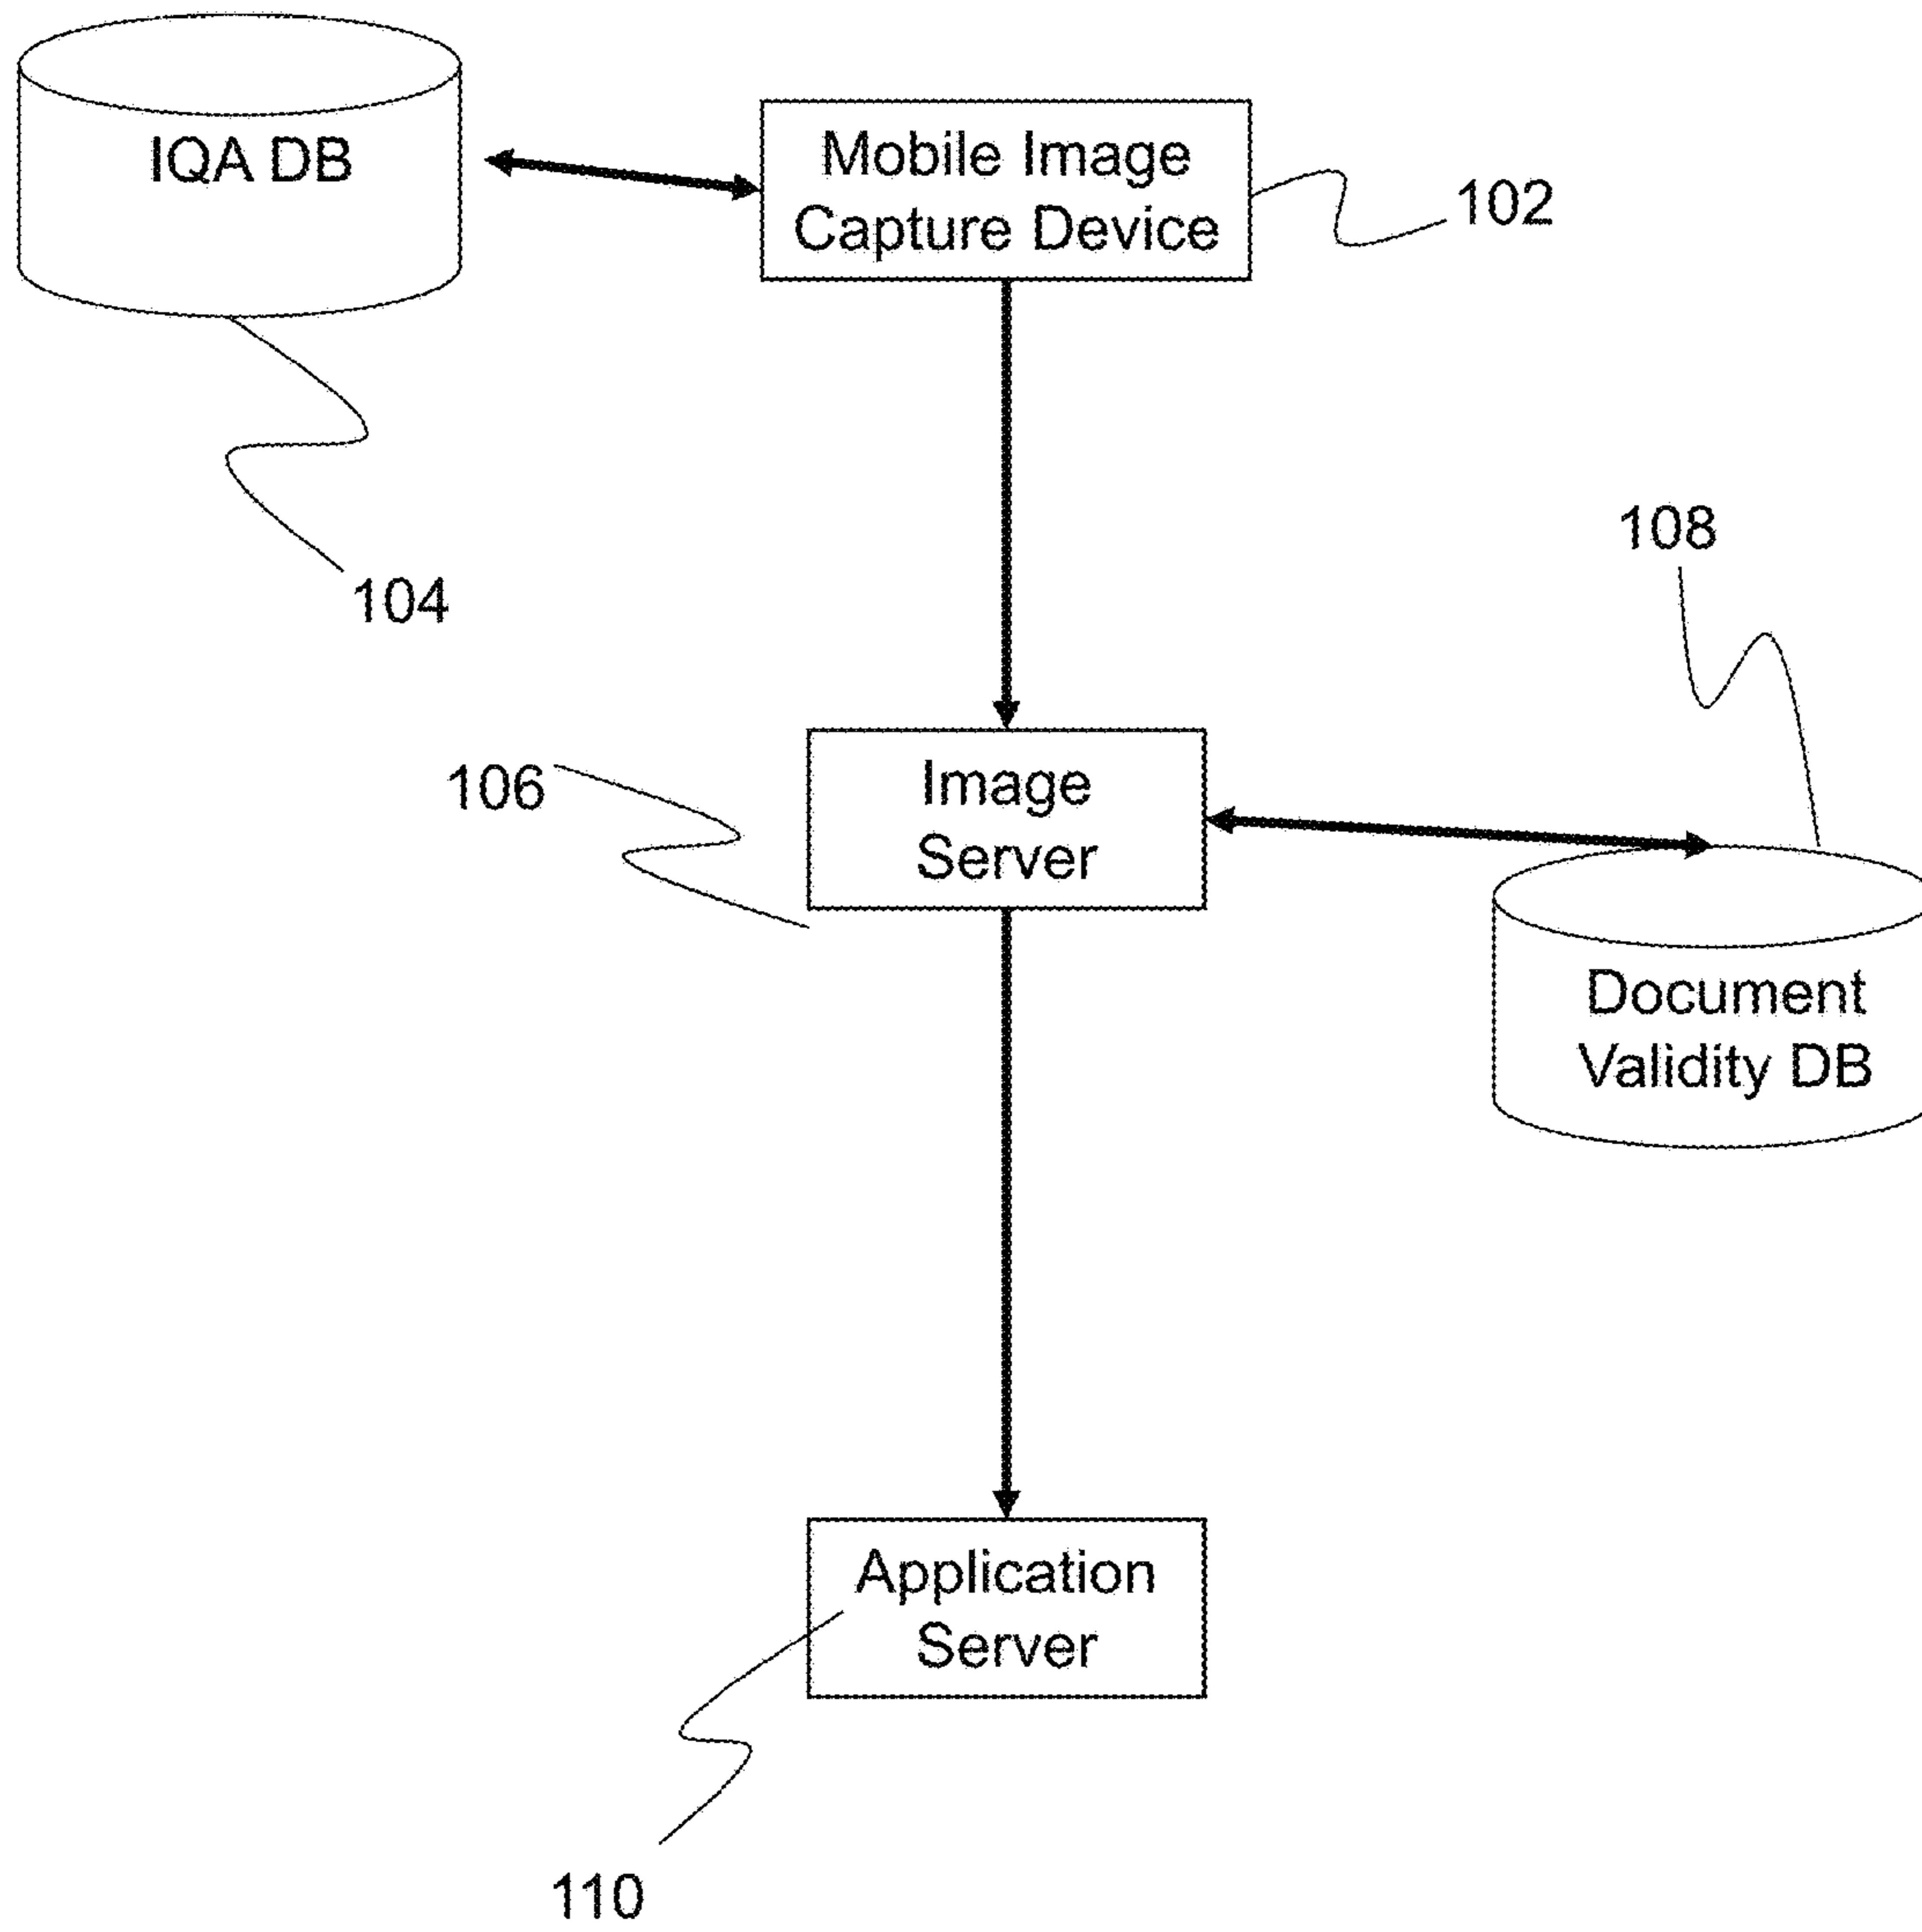 IQA DB
Mobile Image
Capture Device
102
104
108
106
Image
Server
Document
Validity DB
Application
Server
110